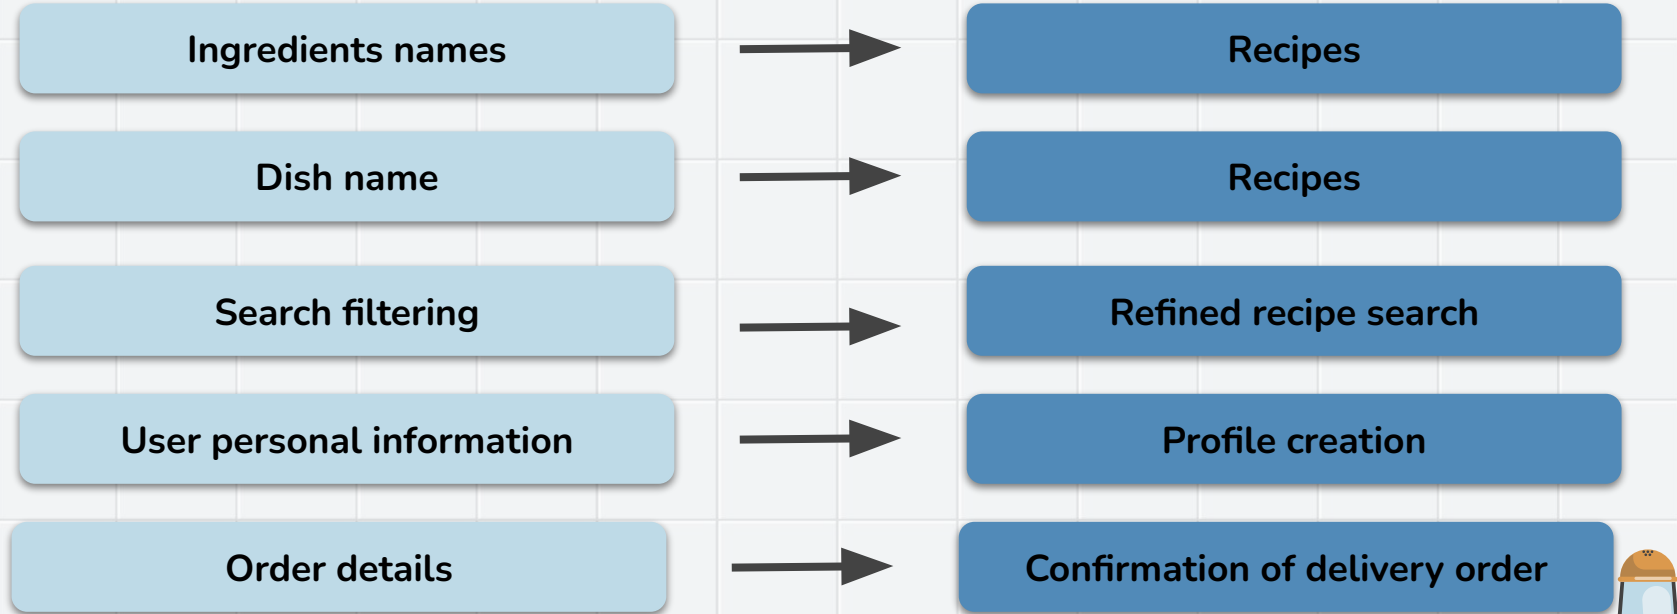 Ingredients names
Recipes
Dish name
Recipes
Search filtering
Refined recipe search
User personal information
Profile creation
Order details
Confirmation of delivery order